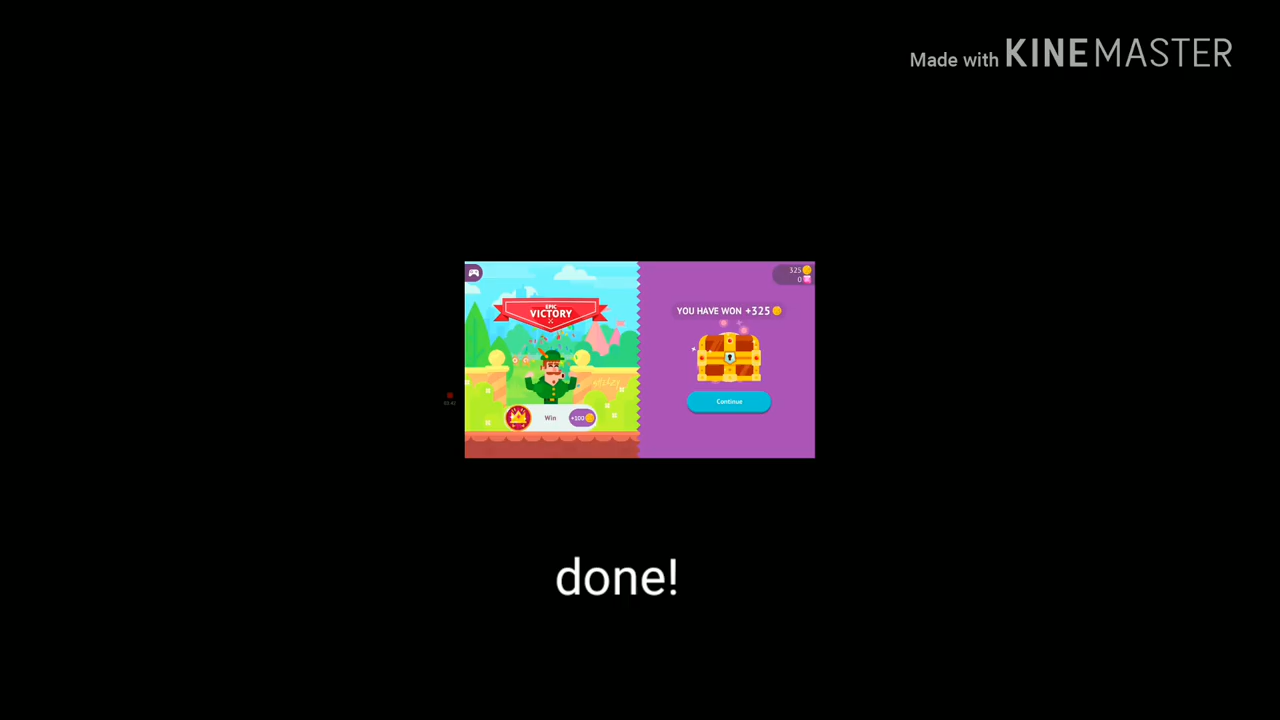 Made with KINEMASTER
325
0
EPIC
VICTORY
YOU HAVE WON +325
Win
+100
Continue
done!